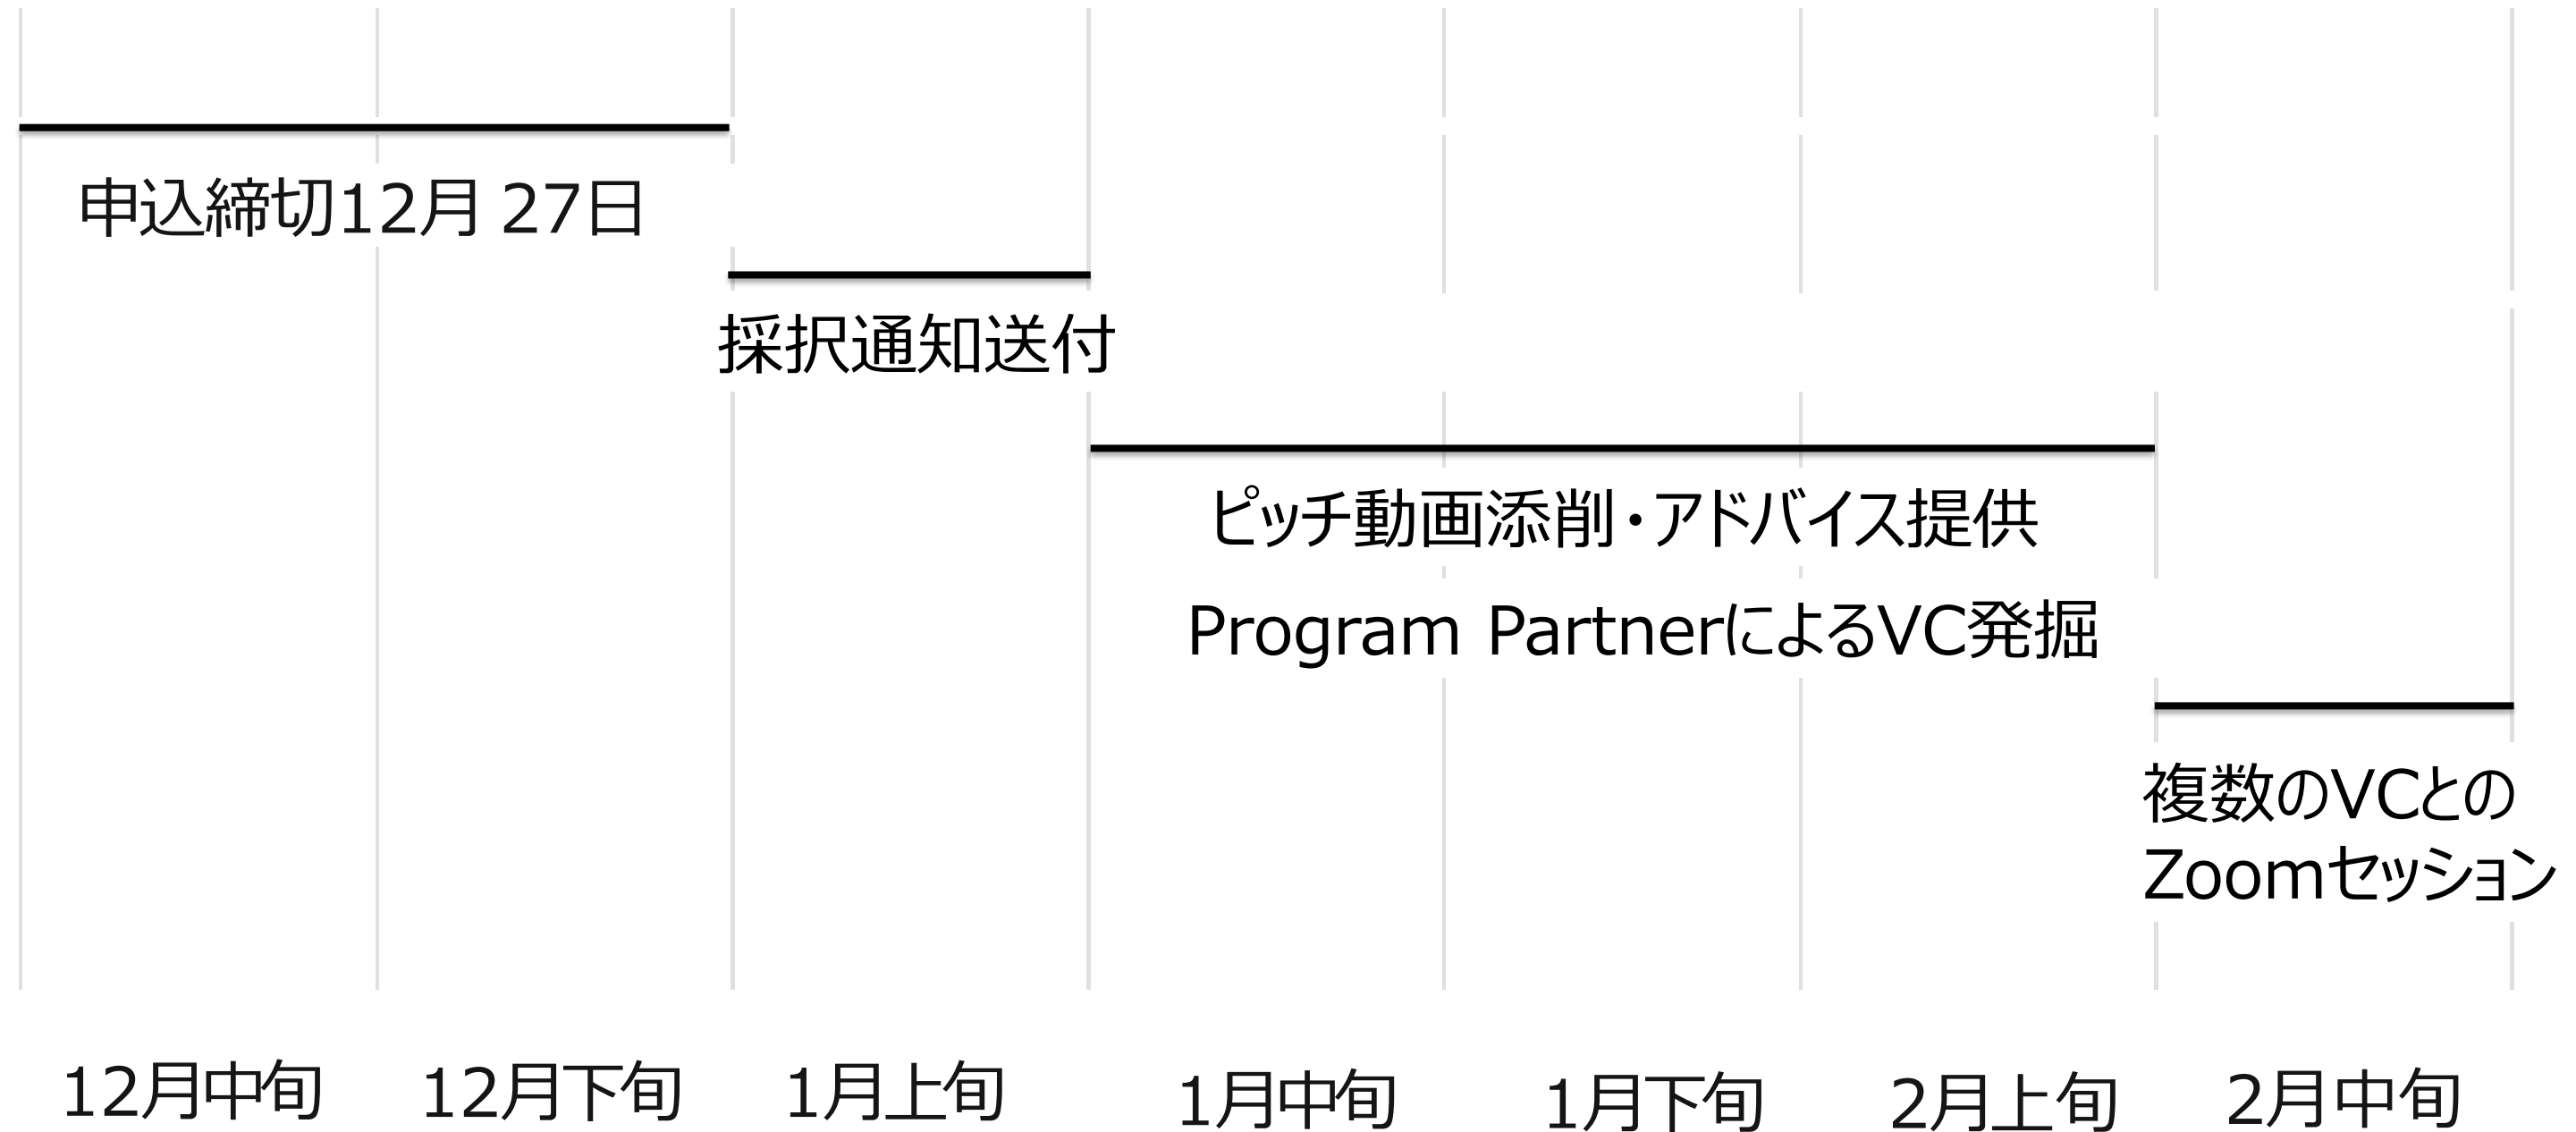 申込締切12月 27日
採択通知送付
ピッチ動画添削・アドバイス提供
Program PartnerによるVC発掘
複数のVCとの
Zoomセッション
12月中旬
12月下旬
1月上旬
1月中旬
1月下旬
2月上旬
2月中旬